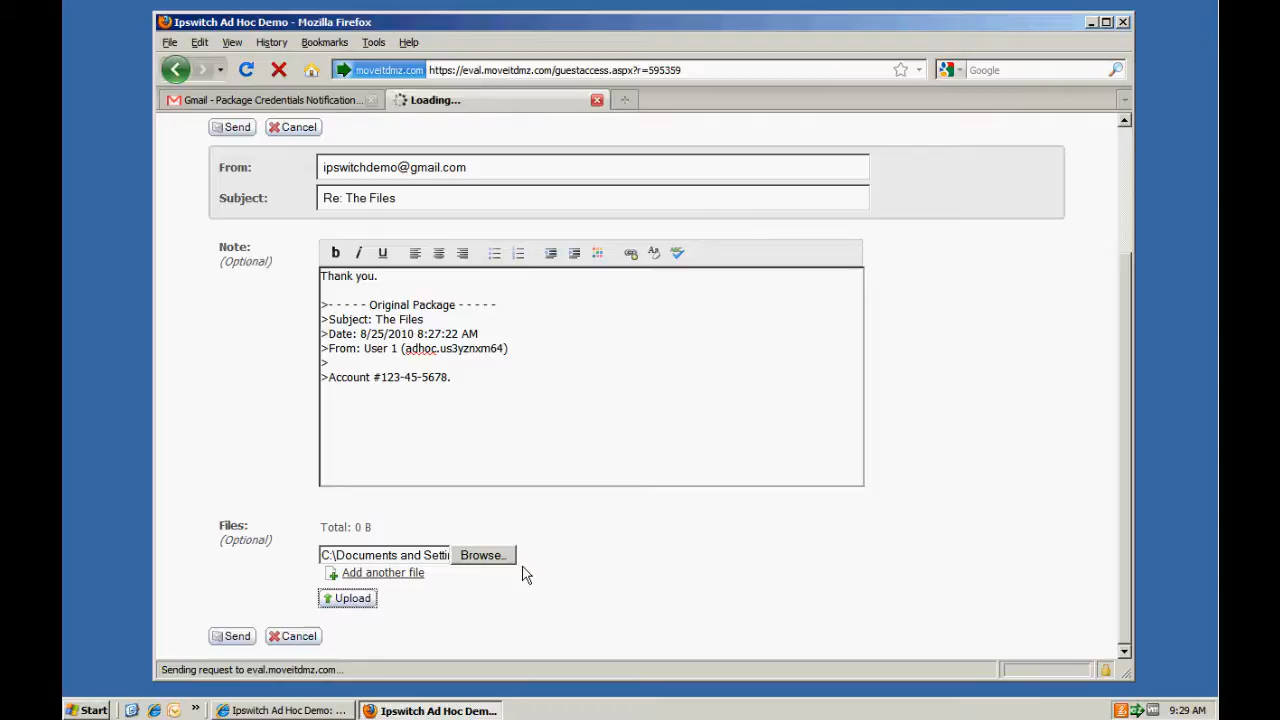 Ipswitch Ad Hoc Demo - Mozilla Firefox
File Edit View History Bookmarks Tools Help
moveitdmz.com https://eval.moveitdmz.com/guestaccess.aspx?r=595359 Google
Gmail - Package Credentials Notification... Loading...
Send Cancel
From: ipswitchdemo@gmail.com
Subject: Re: The Files
Note:
(Optional)
b i u
Thank you.
>- - - - - Original Package - - - - -
>Subject: The Files
>Date: 8/25/2010 8:27:22 AM
>From: User 1 (adhoc.us3yznxm64)
>
>Account #123-45-5678.
Files: Total: 0 B
(Optional)
C:\Documents and Setti Browse..
Add another file
Upload
Send Cancel
Sending request to eval.moveitdmz.com...
Start » Ipswitch Ad Hoc Demo: ... Ipswitch Ad Hoc Dem... 9:29 AM